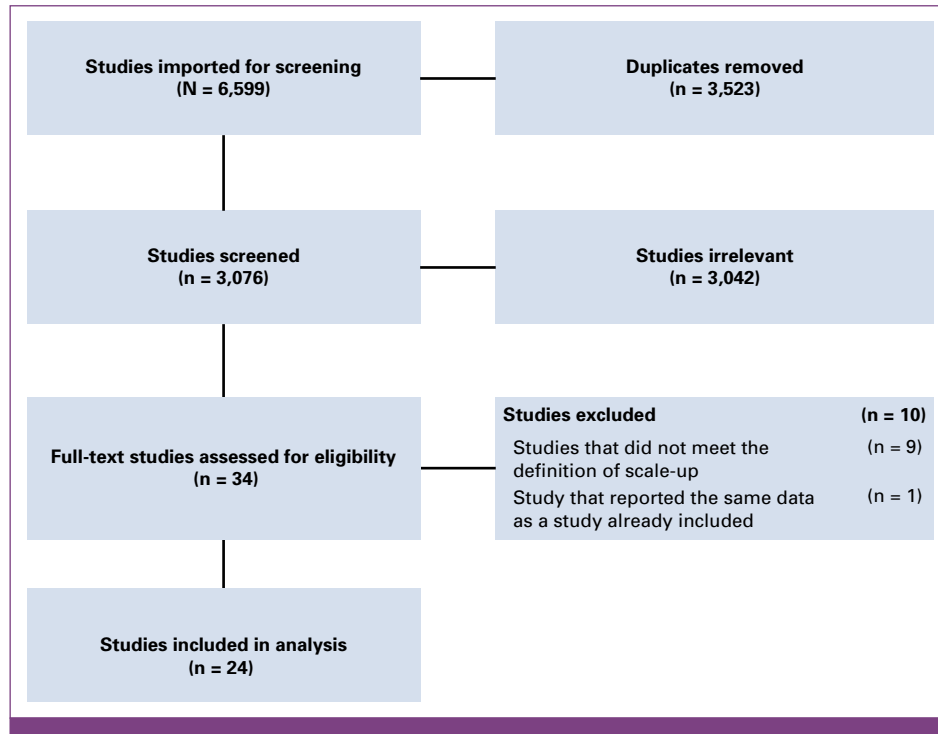 Studies imported for screening
(N = 6,599)
Duplicates removed
(n = 3,523)
Studies screened
(n = 3,076)
Studies irrelevant
(n = 3,042)
Full-text studies assessed for eligibility
(n = 34)
Studies excluded (n = 10)
Studies that did not meet the (n = 9)
definition of scale-up
Study that reported the same data (n = 1)
as a study already included
Studies included in analysis
(n = 24)